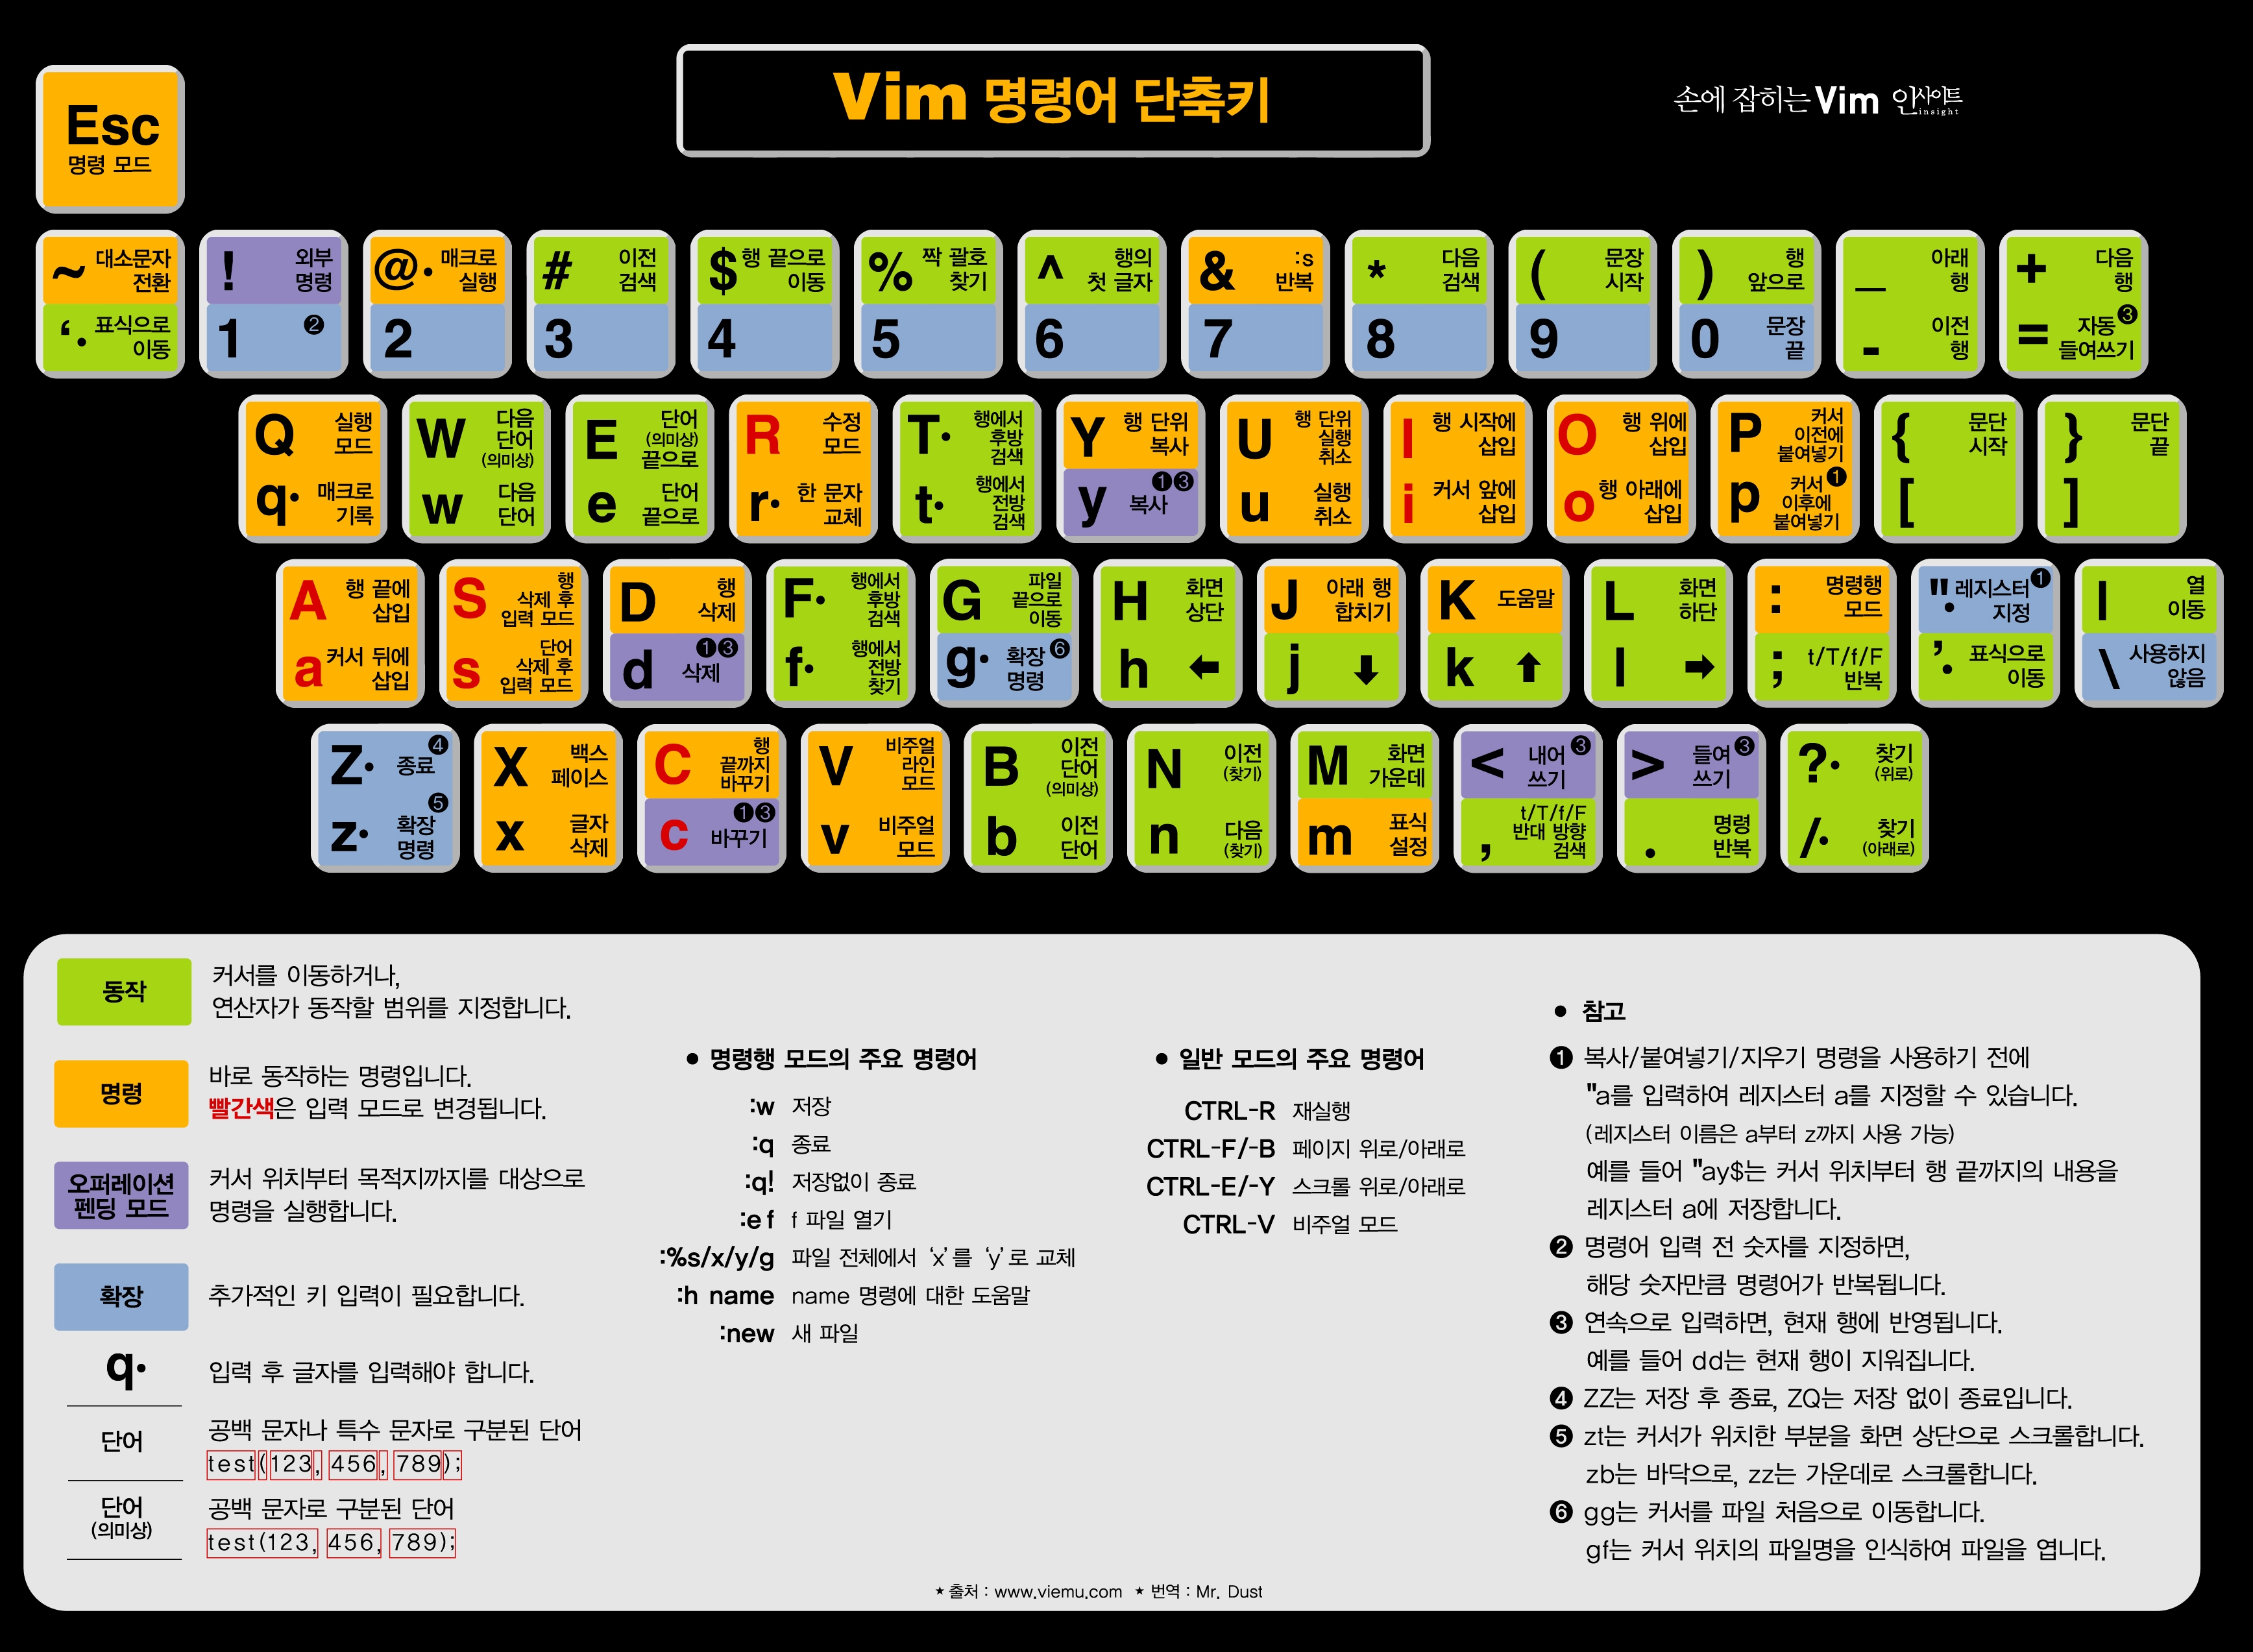 Esc
명령 모드
Vim 명령어 단축키
손에 잡히는 Vim 인사이트
insight
~ 대소문자
전환
‘• 표식으로
이동
! 외부
명령
1 ❷
@• 매크로
실행
2
# 이전
검색
3
$ 행 끝으로
이동
4
% 짝 괄호
찾기
5
^ 행의
첫 글자
6
& :s
반복
7
* 다음
검색
8
( 문장
시작
9
) 행
앞으로
0 문장
끝
_ 아래
행
- 이전
행
+ 다음
행
= 자동 ❸
들여쓰기
Q 실행
모드
q• 매크로
기록
W 다음
단어
(의미상)
w 다음
단어
E 단어
(의미상)
끝으로
e 단어
끝으로
R 수정
모드
r• 한 문자
교체
T• 행에서
후방
검색
t• 행에서
전방
검색
Y 행 단위
복사
y 복사 ❶❸
U 행 단위
실행
취소
u 실행
취소
I 행 시작에
삽입
i 커서 앞에
삽입
O 행 위에
삽입
o 행 아래에
삽입
P 커서
이전에
붙여넣기
p 커서 ❶
이후에
붙여넣기
{ 문단
시작
[
} 문단
끝
]
A 행 끝에
삽입
a 커서 뒤에
삽입
S 행
삭제 후
입력 모드
s 단어
삭제 후
입력 모드
D 행
삭제
d 삭제 ❶❸
F• 행에서
후방
검색
f• 행에서
전방
찾기
G 파일
끝으로
이동
g• 확장 ❻
명령
H 화면
상단
h ←
J 아래 행
합치기
j ↓
K 도움말
k ↑
L 화면
하단
l →
: 명령행
모드
; t/T/f/F
반복
"• 레지스터 ❶
지정
’• 표식으로
이동
| 열
이동
\ 사용하지
않음
Z• 종료 ❹
z• 확장 ❺
명령
X 백스
페이스
x 글자
삭제
C 행
끝까지
바꾸기
c 바꾸기 ❶❸
V 비주얼
라인
모드
v 비주얼
모드
B 이전
단어
(의미상)
b 이전
단어
N 이전
(찾기)
n 다음
(찾기)
M 화면
가운데
m 표식
설정
< 내어 ❸
쓰기
, t/T/f/F
반대 방향
검색
> 들여 ❸
쓰기
. 명령
반복
?• 찾기
(위로)
/• 찾기
(아래로)
동작
커서를 이동하거나,
연산자가 동작할 범위를 지정합니다.
명령
바로 동작하는 명령입니다.
빨간색은 입력 모드로 변경됩니다.
오퍼레이션
펜딩 모드
커서 위치부터 목적지까지를 대상으로
명령을 실행합니다.
확장
추가적인 키 입력이 필요합니다.
q• 입력 후 글자를 입력해야 합니다.
단어
공백 문자나 특수 문자로 구분된 단어
test(123, 456, 789);
단어
(의미상)
공백 문자로 구분된 단어
test(123, 456, 789);
● 명령행 모드의 주요 명령어
:w 저장
:q 종료
:q! 저장없이 종료
:e f f 파일 열기
:%s/x/y/g 파일 전체에서 ‘x’를 ‘y’로 교체
:h name name 명령에 대한 도움말
:new 새 파일
● 일반 모드의 주요 명령어
CTRL-R 재실행
CTRL-F/-B 페이지 위로/아래로
CTRL-E/-Y 스크롤 위로/아래로
CTRL-V 비주얼 모드
● 참고
❶ 복사/붙여넣기/지우기 명령을 사용하기 전에
"a를 입력하여 레지스터 a를 지정할 수 있습니다.
(레지스터 이름은 a부터 z까지 사용 가능)
예를 들어 "ay$는 커서 위치부터 행 끝까지의 내용을
레지스터 a에 저장합니다.
❷ 명령어 입력 전 숫자를 지정하면,
해당 숫자만큼 명령어가 반복됩니다.
❸ 연속으로 입력하면, 현재 행에 반영됩니다.
예를 들어 dd는 현재 행이 지워집니다.
❹ ZZ는 저장 후 종료, ZQ는 저장 없이 종료입니다.
❺ zt는 커서가 위치한 부분을 화면 상단으로 스크롤합니다.
zb는 바닥으로, zz는 가운데로 스크롤합니다.
❻ gg는 커서를 파일 처음으로 이동합니다.
gf는 커서 위치의 파일명을 인식하여 파일을 엽니다.
★ 출처 : www.viemu.com ★ 번역 : Mr. Dust